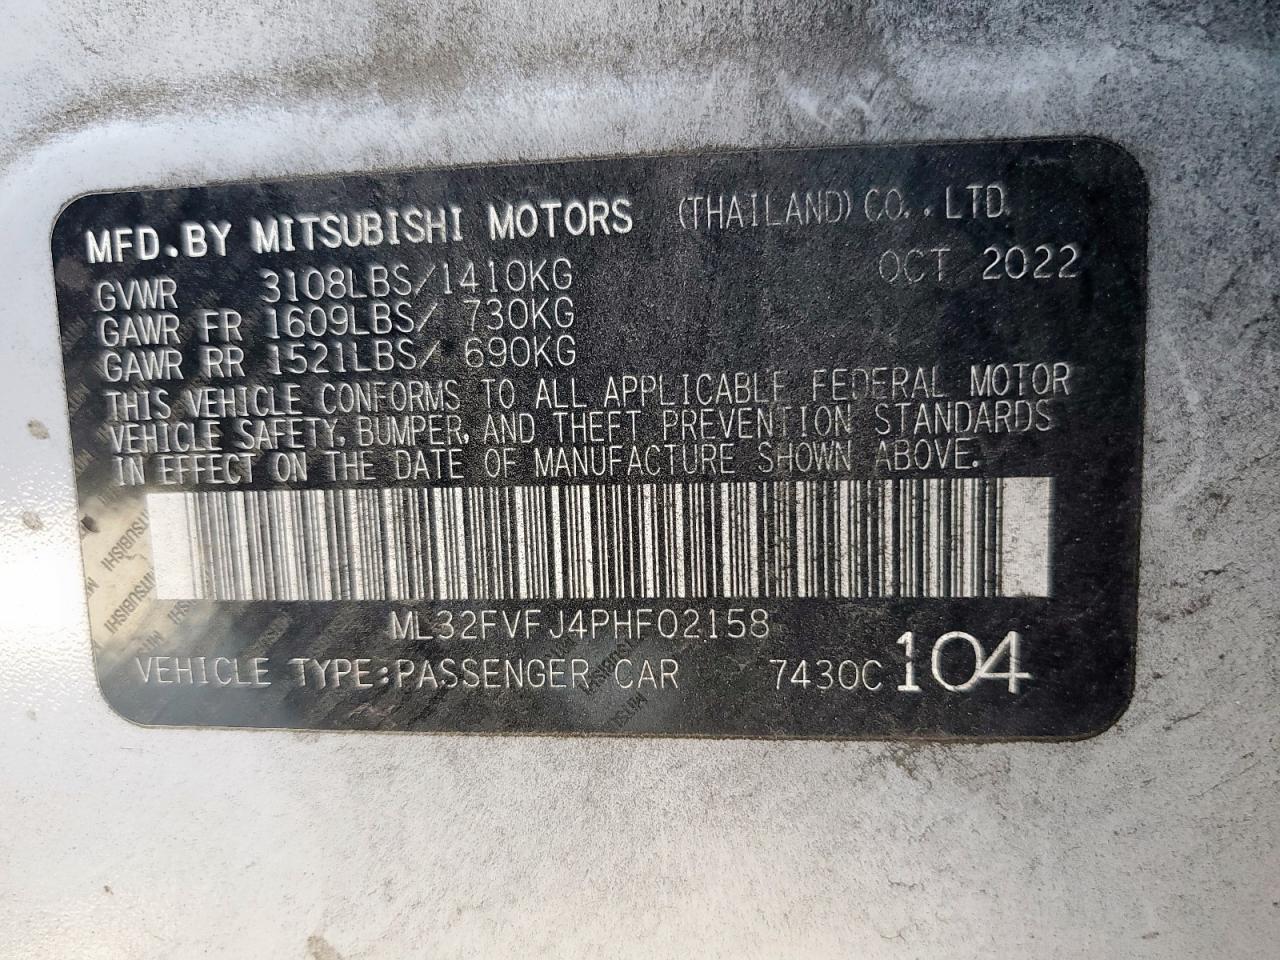 MFD.BY MITSUBISHI MOTORS (THAILAND) CO.,LTD.
OCT 2022
GVWR 3108LBS/1410KG
GAWR FR 1609LBS/ 730KG
GAWR RR 1521LBS/ 690KG
THIS VEHICLE CONFORMS TO ALL APPLICABLE FEDERAL MOTOR
VEHICLE SAFETY, BUMPER, AND THEFT PREVENTION STANDARDS
IN EFFECT ON THE DATE OF MANUFACTURE SHOWN ABOVE.
ML32FVFJ4PHF02158
VEHICLE TYPE:PASSENGER CAR 7430C 104
MITSUBISHI
MITSUBISHI